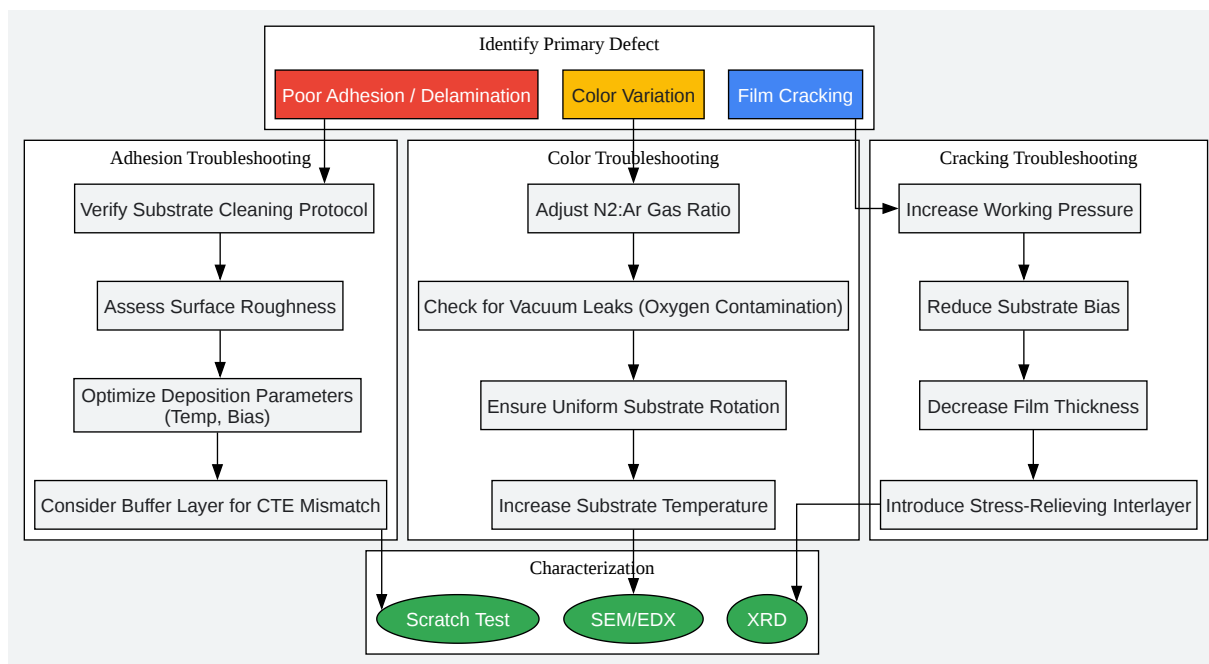 Identify Primary Defect
Poor Adhesion / Delamination
Color Variation
Film Cracking
Adhesion Troubleshooting
Verify Substrate Cleaning Protocol
Assess Surface Roughness
Optimize Deposition Parameters
(Temp, Bias)
Consider Buffer Layer for CTE Mismatch
Color Troubleshooting
Adjust N2:Ar Gas Ratio
Check for Vacuum Leaks (Oxygen Contamination)
Ensure Uniform Substrate Rotation
Increase Substrate Temperature
Cracking Troubleshooting
Increase Working Pressure
Reduce Substrate Bias
Decrease Film Thickness
Introduce Stress-Relieving Interlayer
Characterization
Scratch Test
SEM/EDX
XRD